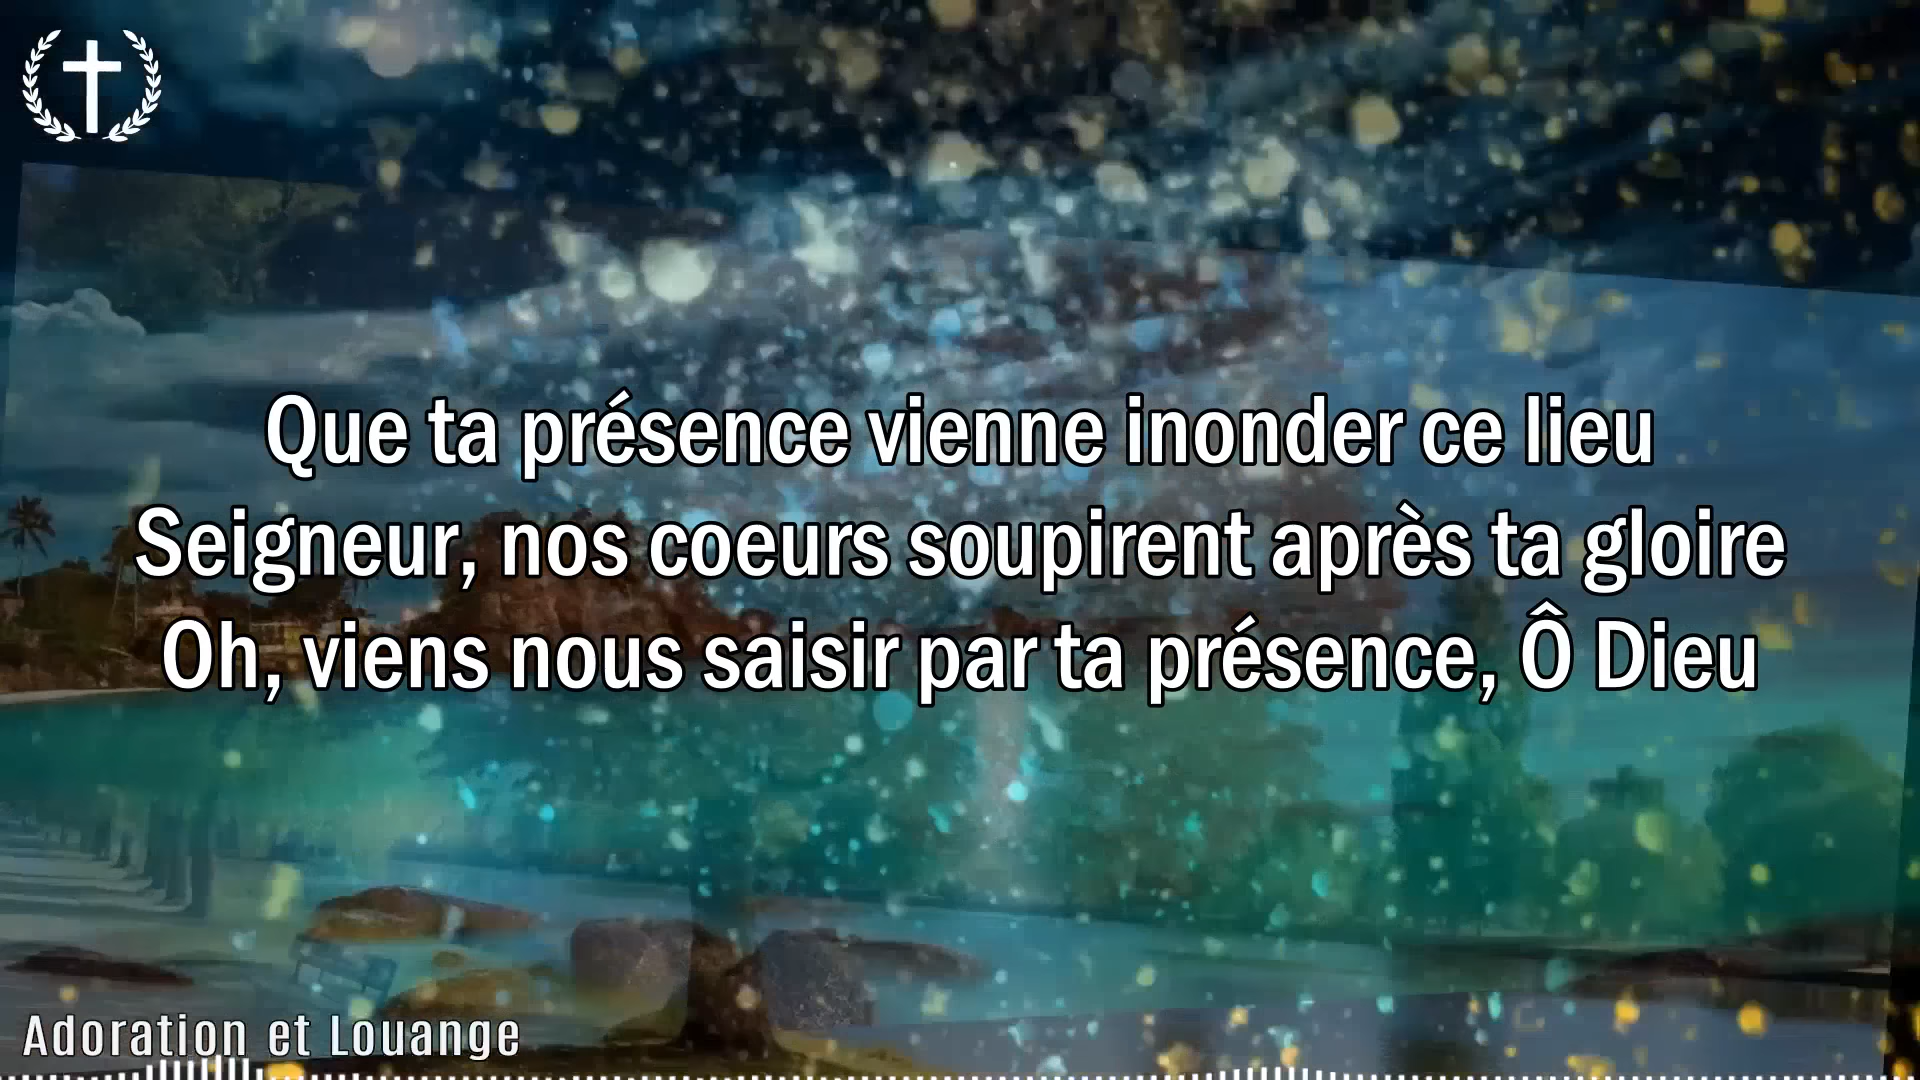 Que ta présence vienne inonder ce lieu
Seigneur, nos coeurs soupirent après ta gloire
Oh, viens nous saisir par ta présence, Ô Dieu
Adoration et Louange